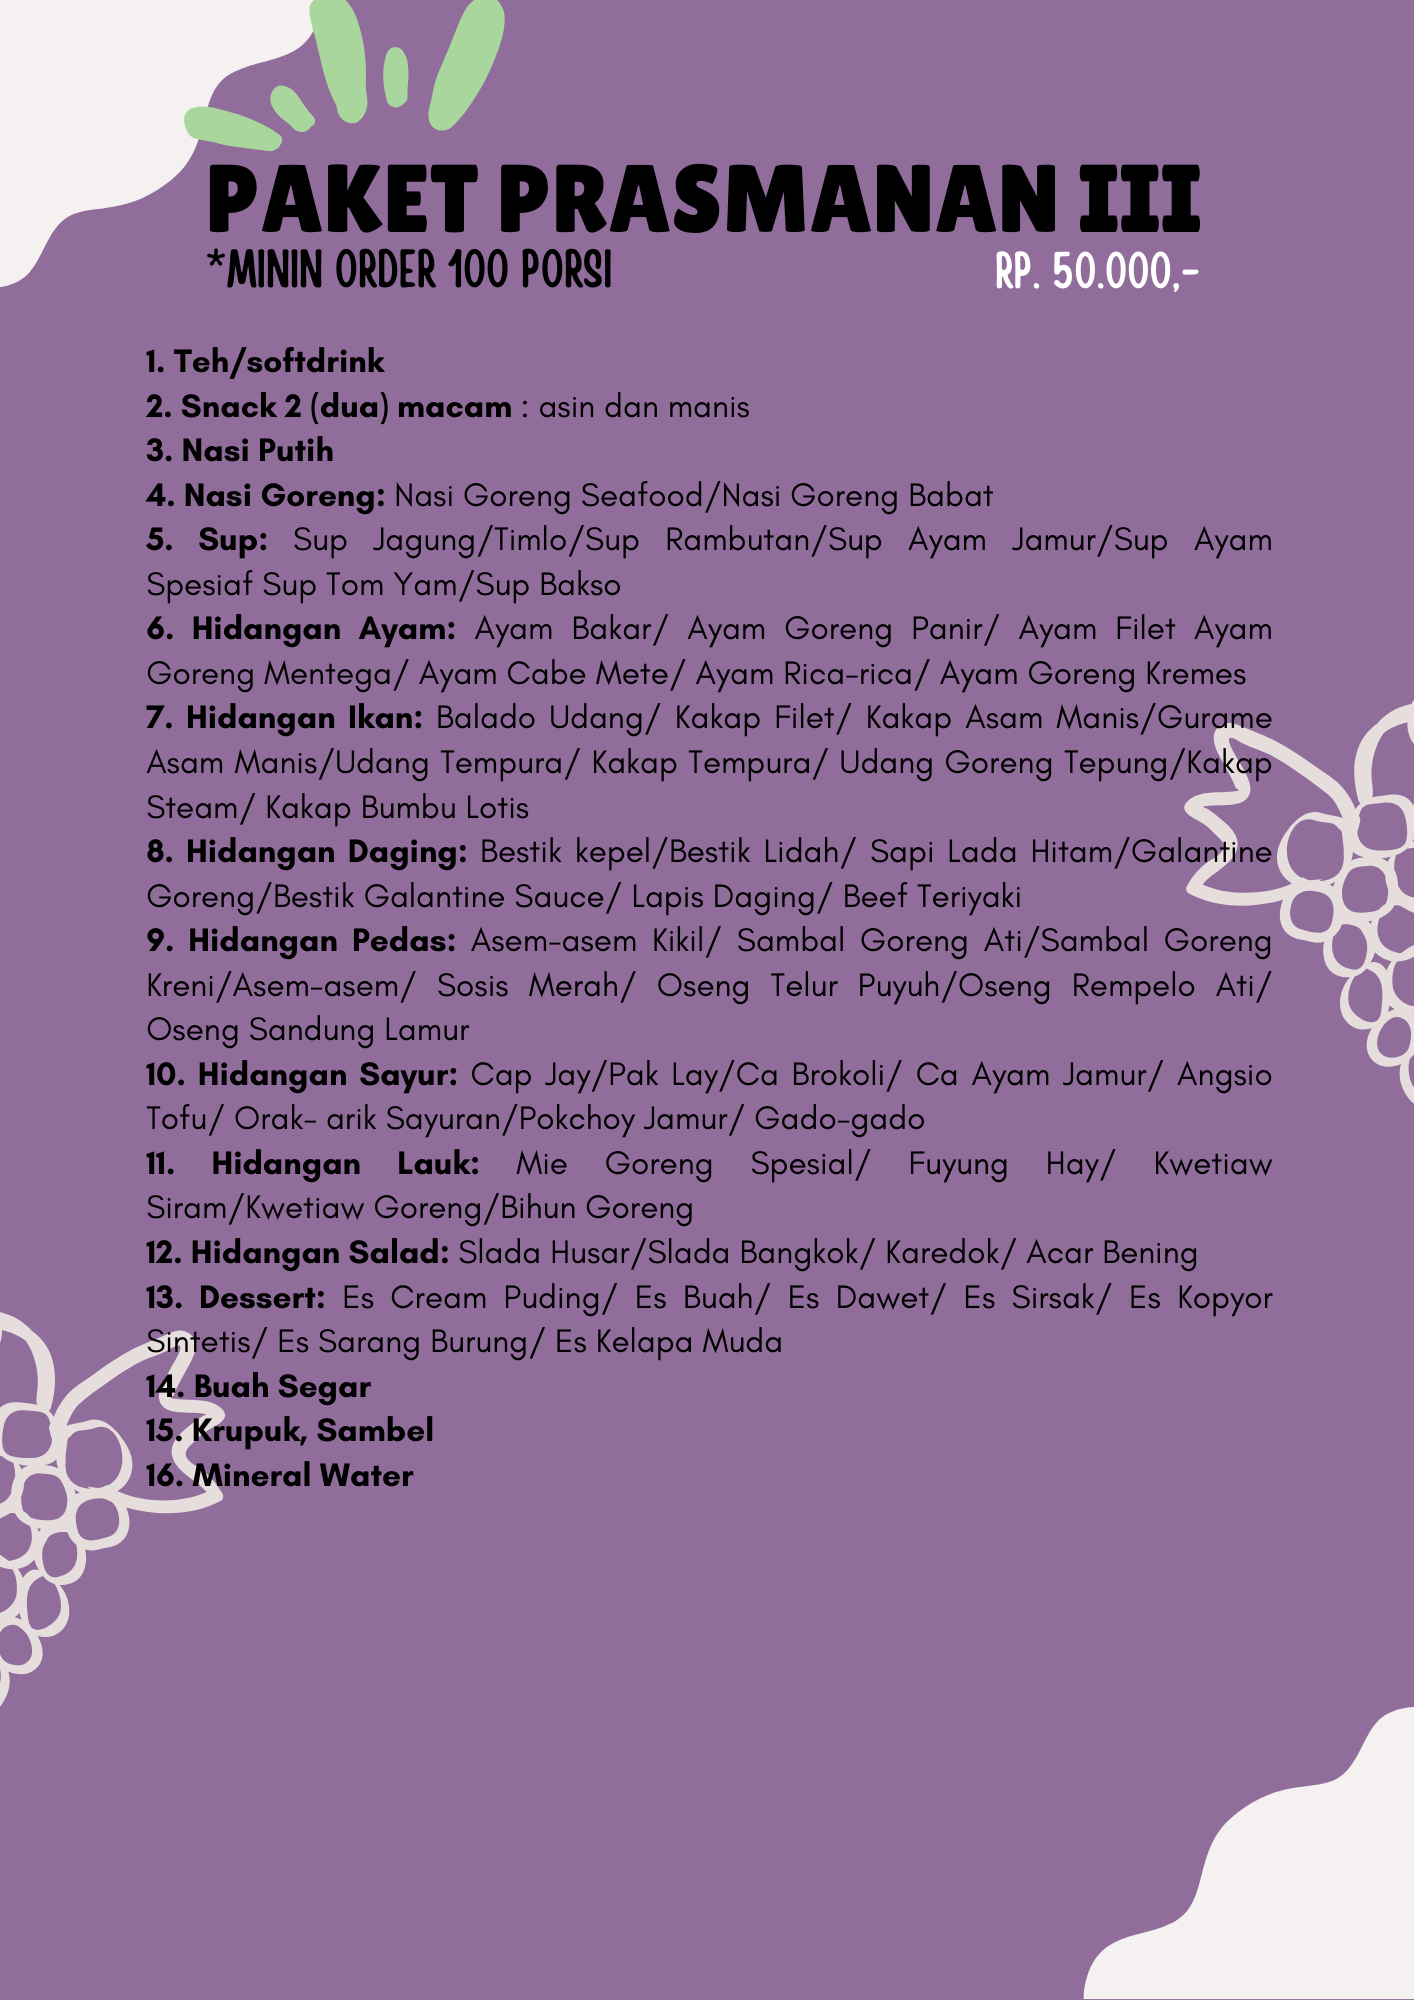 PAKET PRASMANAN III
*MININ ORDER 100 PORSI
RP. 50.000,-
1. Teh/softdrink
2. Snack 2 (dua) macam : asin dan manis
3. Nasi Putih
4. Nasi Goreng: Nasi Goreng Seafood/Nasi Goreng Babat
5. Sup: Sup Jagung/Timlo/Sup Rambutan/Sup Ayam Jamur/Sup Ayam
Spesiaf Sup Tom Yam/Sup Bakso
6. Hidangan Ayam: Ayam Bakar/ Ayam Goreng Panir/ Ayam Filet Ayam
Goreng Mentega/ Ayam Cabe Mete/ Ayam Rica-rica/ Ayam Goreng Kremes
7. Hidangan Ikan: Balado Udang/ Kakap Filet/ Kakap Asam Manis/Gurame
Asam Manis/Udang Tempura/ Kakap Tempura/ Udang Goreng Tepung/Kakap
Steam/ Kakap Bumbu Lotis
8. Hidangan Daging: Bestik kepel/Bestik Lidah/ Sapi Lada Hitam/Galantine
Goreng/Bestik Galantine Sauce/ Lapis Daging/ Beef Teriyaki
9. Hidangan Pedas: Asem-asem Kikil/ Sambal Goreng Ati/Sambal Goreng
Kreni/Asem-asem/ Sosis Merah/ Oseng Telur Puyuh/Oseng Rempelo Ati/
Oseng Sandung Lamur
10. Hidangan Sayur: Cap Jay/Pak Lay/Ca Brokoli/ Ca Ayam Jamur/ Angsio
Tofu/ Orak- arik Sayuran/Pokchoy Jamur/ Gado-gado
11. Hidangan Lauk: Mie Goreng Spesial/ Fuyung Hay/ Kwetiaw
Siram/Kwetiaw Goreng/Bihun Goreng
12. Hidangan Salad: Slada Husar/Slada Bangkok/ Karedok/ Acar Bening
13. Dessert: Es Cream Puding/ Es Buah/ Es Dawet/ Es Sirsak/ Es Kopyor
Sintetis/ Es Sarang Burung/ Es Kelapa Muda
14. Buah Segar
15. Krupuk, Sambel
16. Mineral Water